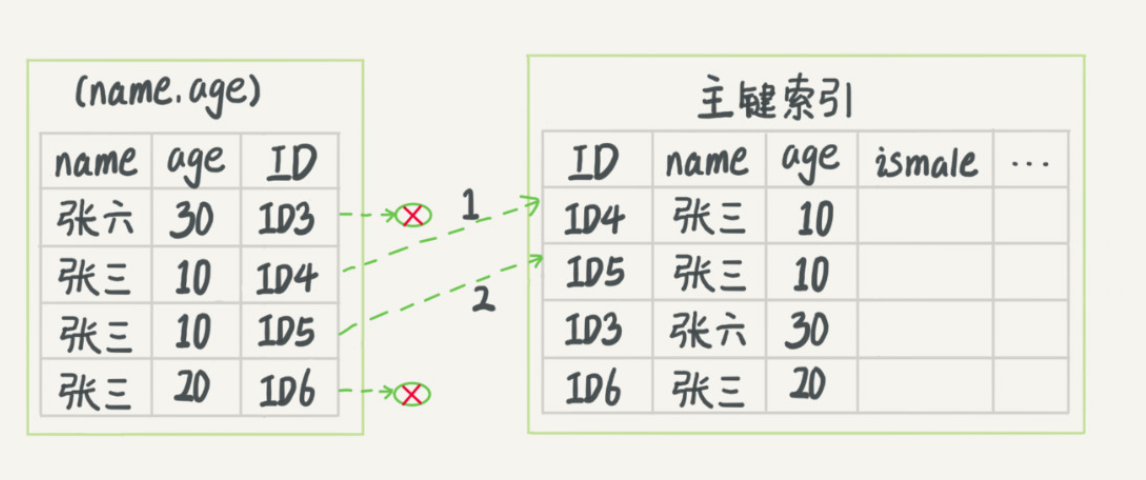 (name.age)
name age ID
张六 30 ID3
张三 10 ID4
张三 10 ID5
张三 20 ID6
1
2
主键索引
ID name age ismale ...
ID4 张三 10
ID5 张三 10
ID3 张六 30
ID6 张三 20